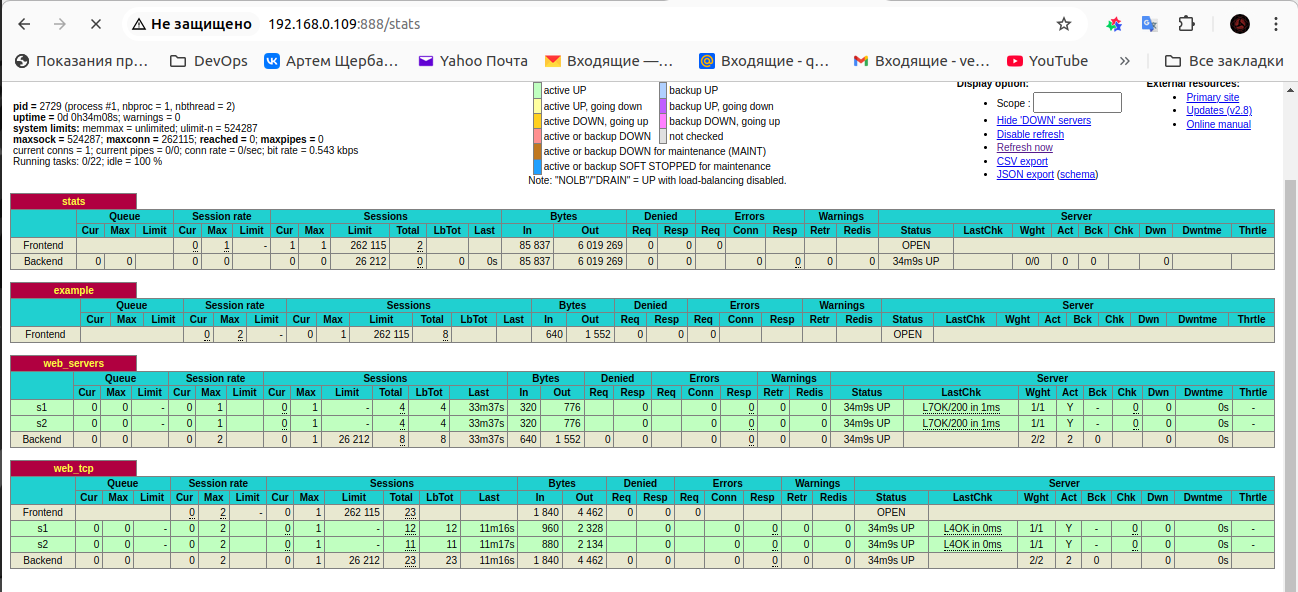 Не защищено 192.168.0.109:888/stats
Показания пр... DevOps Артем Щерба... Yahoo Почта Входящие —... Входящие - q... Входящие - ve... YouTube » Все закладки
pid = 2729 (process #1, nbproc = 1, nbthread = 2)
uptime = 0d 0h34m08s; warnings = 0
system limits: memmax = unlimited; ulimit-n = 524287
maxsock = 524287; maxconn = 262115; reached = 0; maxpipes = 0
current conns = 1; current pipes = 0/0; conn rate = 0/sec; bit rate = 0.543 kbps
Running tasks: 0/22; idle = 100 %
active UP backup UP
active UP, going down backup UP, going down
active DOWN, going up backup DOWN, going up
active or backup DOWN not checked
active or backup DOWN for maintenance (MAINT)
active or backup SOFT STOPPED for maintenance
Note: "NOLB"/"DRAIN" = UP with load-balancing disabled.
Display option:
Scope :
Hide 'DOWN' servers
Disable refresh
Refresh now
CSV export
JSON export (schema)
External resources:
Primary site
Updates (v2.8)
Online manual
stats
Queue Session rate Sessions Bytes Denied Errors Warnings Server
Cur Max Limit Cur Max Limit Cur Max Limit Total LbTot Last In Out Req Resp Req Conn Resp Retr Redis Status LastChk Wght Act Bck Chk Dwn Dwntme Thrtle
Frontend 0 1 - 1 1 262 115 2 85 837 6 019 269 0 0 0 OPEN
Backend 0 0 0 0 0 0 26 212 0 0 0s 85 837 6 019 269 0 0 0 0 0 0 34m9s UP 0/0 0 0 0
example
Queue Session rate Sessions Bytes Denied Errors Warnings Server
Cur Max Limit Cur Max Limit Cur Max Limit Total LbTot Last In Out Req Resp Req Conn Resp Retr Redis Status LastChk Wght Act Bck Chk Dwn Dwntme Thrtle
Frontend 0 2 - 0 1 262 115 8 640 1 552 0 0 0 OPEN
web_servers
Queue Session rate Sessions Bytes Denied Errors Warnings Server
Cur Max Limit Cur Max Limit Cur Max Limit Total LbTot Last In Out Req Resp Req Conn Resp Retr Redis Status LastChk Wght Act Bck Chk Dwn Dwntme Thrtle
s1 0 0 - 0 1 0 1 - 4 4 33m37s 320 776 0 0 0 0 0 34m9s UP L7OK/200 in 1ms 1/1 Y - 0 0 0s -
s2 0 0 - 0 1 0 1 - 4 4 33m37s 320 776 0 0 0 0 0 34m9s UP L7OK/200 in 1ms 1/1 Y - 0 0 0s -
Backend 0 0 0 2 0 1 26 212 8 8 33m37s 640 1 552 0 0 0 0 0 0 34m9s UP 2/2 2 0 0 0s
web_tcp
Queue Session rate Sessions Bytes Denied Errors Warnings Server
Cur Max Limit Cur Max Limit Cur Max Limit Total LbTot Last In Out Req Resp Req Conn Resp Retr Redis Status LastChk Wght Act Bck Chk Dwn Dwntme Thrtle
Frontend 0 2 - 0 1 262 115 23 1 840 4 462 0 0 0 OPEN
s1 0 0 - 0 2 0 1 - 12 12 11m16s 960 2 328 0 0 0 0 0 34m9s UP L4OK in 0ms 1/1 Y - 0 0 0s -
s2 0 0 - 0 2 0 1 - 11 11 11m17s 880 2 134 0 0 0 0 0 34m9s UP L4OK in 0ms 1/1 Y - 0 0 0s -
Backend 0 0 0 2 0 1 26 212 23 23 11m16s 1 840 4 462 0 0 0 0 0 0 34m9s UP 2/2 2 0 0 0s